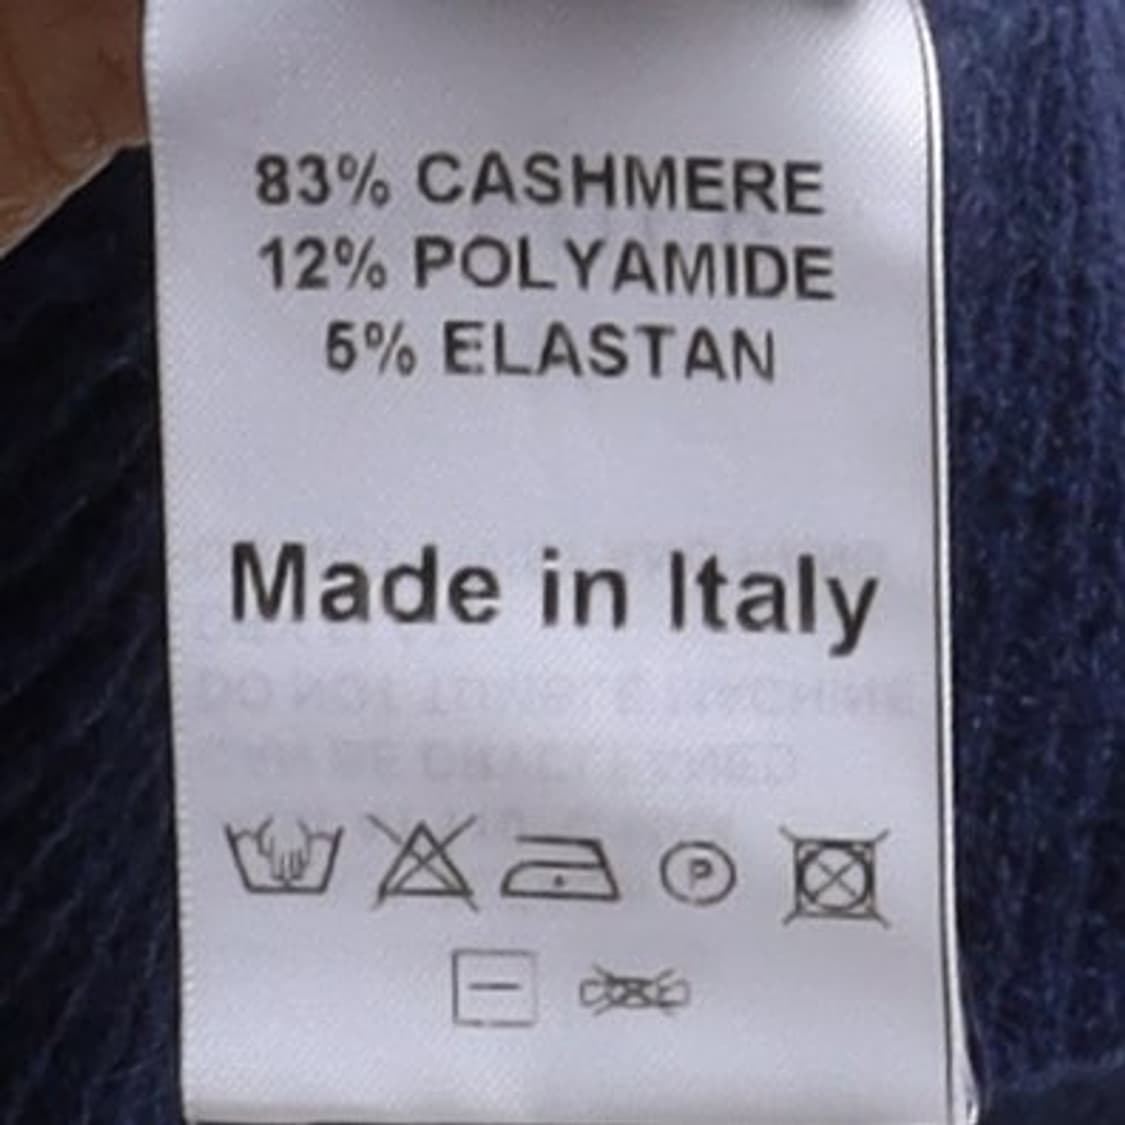 83% CASHMERE
12% POLYAMIDE
5% ELASTAN
Made in Italy
P